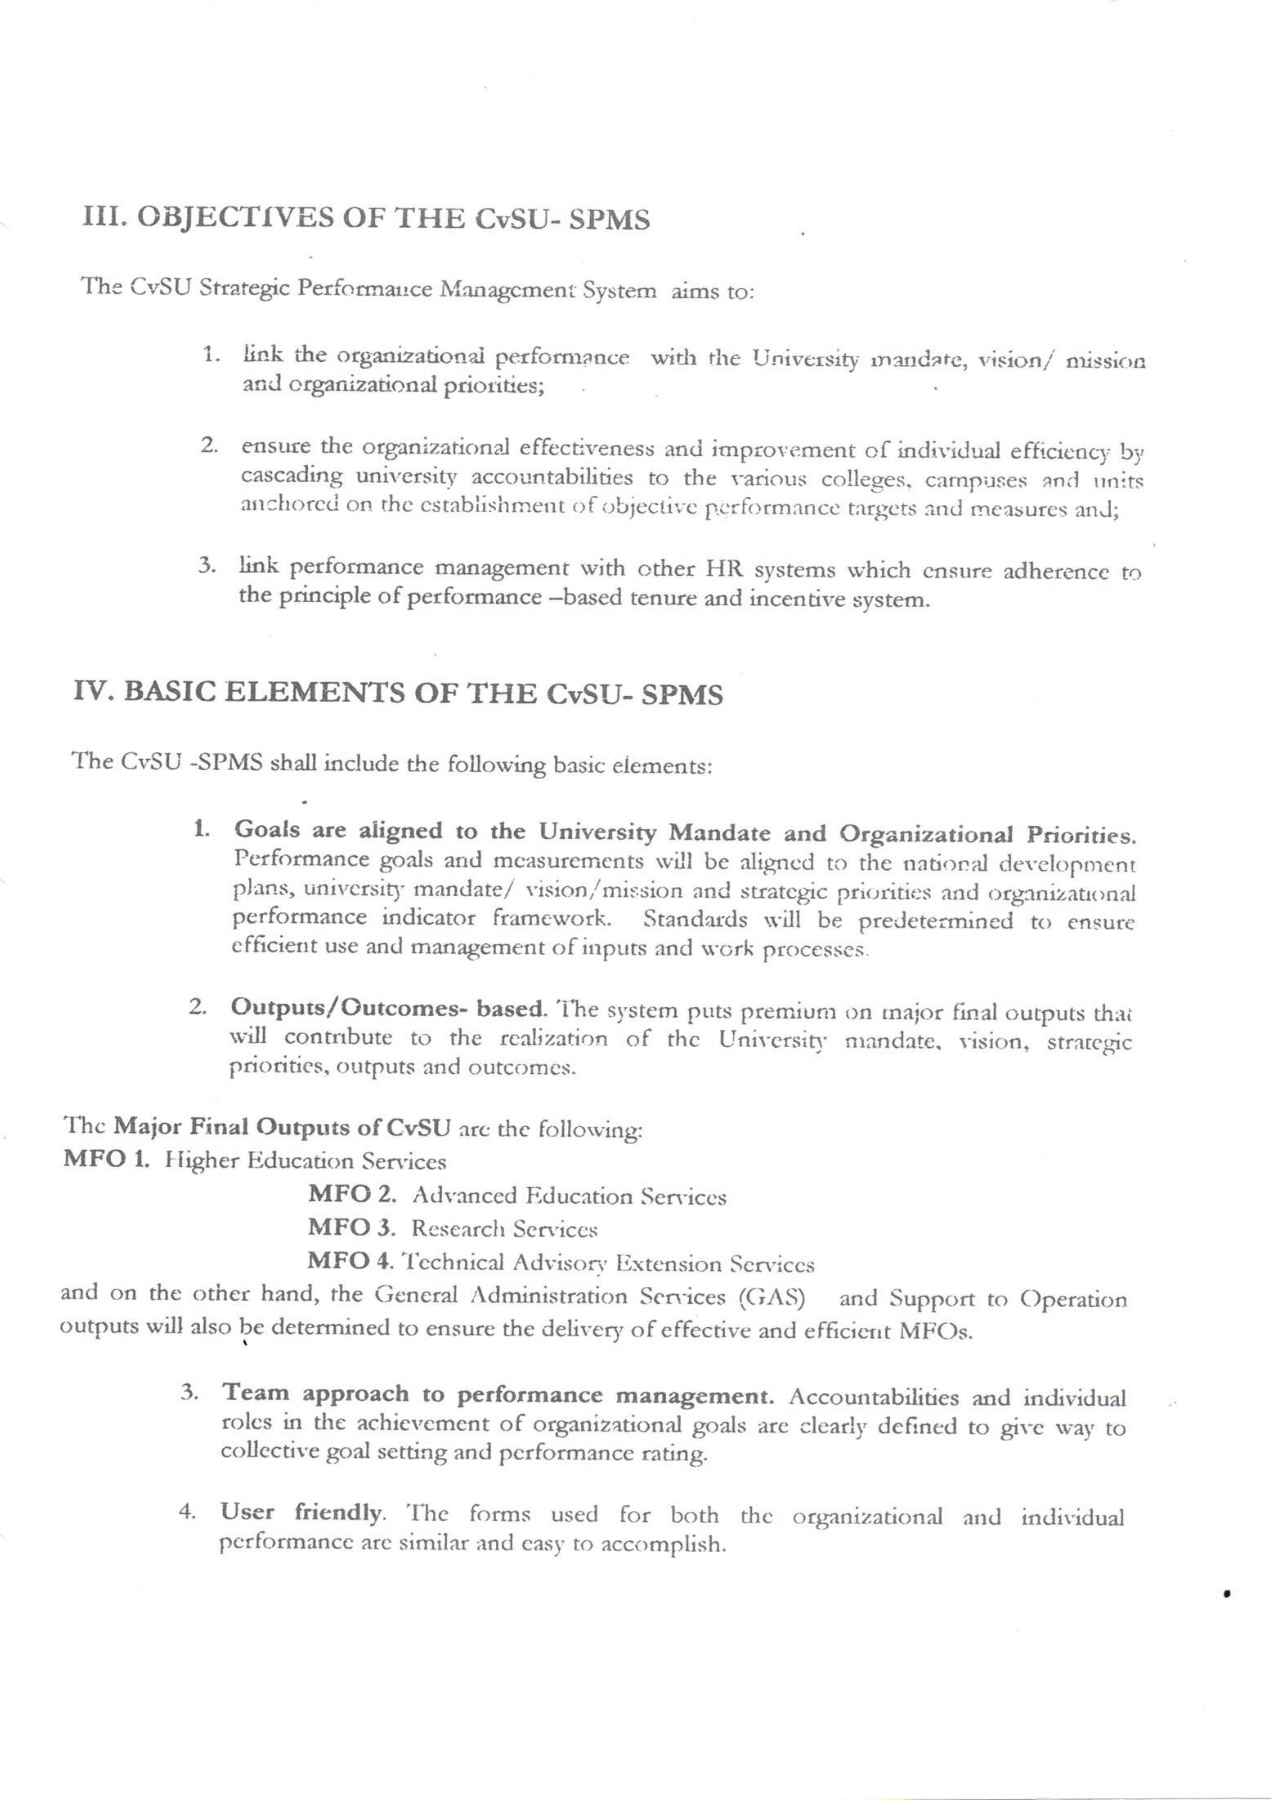 III. OBJECTIVES OF THE CvSU- SPMS
The CvSU Strategic Performance Management System aims to:
1. link the organizational performance with the University mandate, vision/ mission
and organizational priorities;
2. ensure the organizational effectiveness and improvement of individual efficiency by
cascading university accountabilities to the various colleges, campuses and units
anchored on the establishment of objective performance targets and measures and;
3. link performance management with other HR systems which ensure adherence to
the principle of performance –based tenure and incentive system.
IV. BASIC ELEMENTS OF THE CvSU- SPMS
The CvSU -SPMS shall include the following basic elements:
1. Goals are aligned to the University Mandate and Organizational Priorities.
Performance goals and measurements will be aligned to the national development
plans, university mandate/ vision/mission and strategic priorities and organizational
performance indicator framework. Standards will be predetermined to ensure
efficient use and management of inputs and work processes.
2. Outputs/Outcomes- based. The system puts premium on major final outputs that
will contribute to the realization of the University mandate, vision, strategic
priorities, outputs and outcomes.
The Major Final Outputs of CvSU are the following:
MFO 1. Higher Education Services
MFO 2. Advanced Education Services
MFO 3. Research Services
MFO 4. Technical Advisory Extension Services
and on the other hand, the General Administration Services (GAS) and Support to Operation
outputs will also be determined to ensure the delivery of effective and efficient MFOs.
3. Team approach to performance management. Accountabilities and individual
roles in the achievement of organizational goals are clearly defined to give way to
collective goal setting and performance rating.
4. User friendly. The forms used for both the organizational and individual
performance are similar and easy to accomplish.